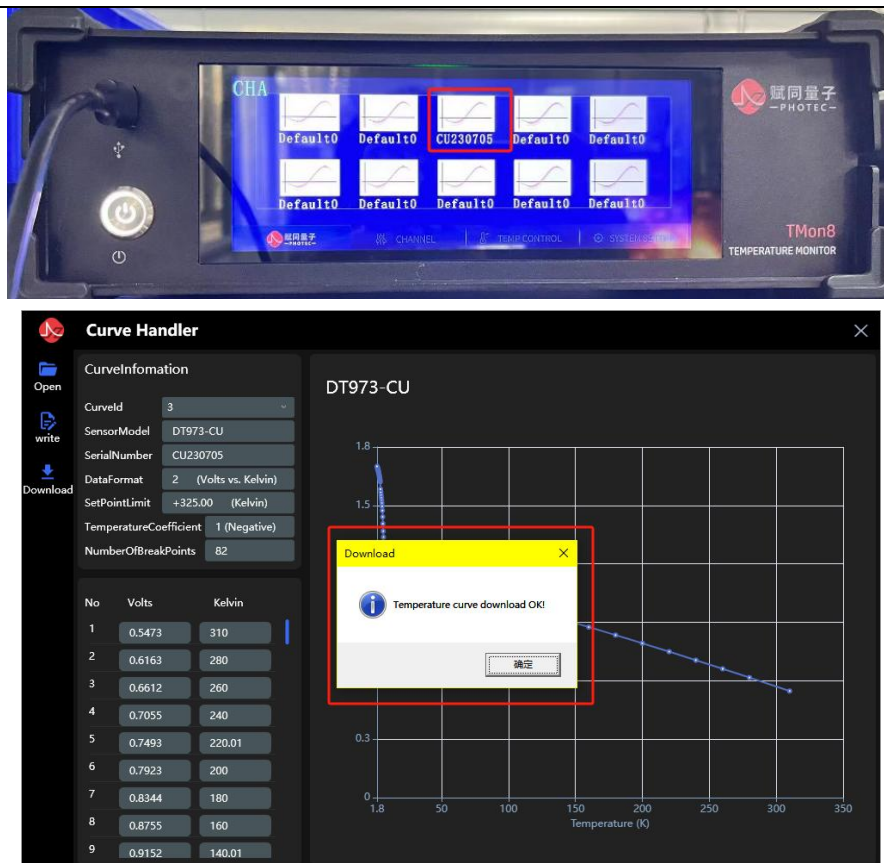 CHA
Default0 Default0 CU230705 Default0 Default0
Default0 Default0 Default0 Default0 Default0
赋同量子
-PHOTEC-
CHANNEL
TEMP CONTROL
赋同量子
-PHOTEC-
TMon8
TEMPERATURE MONITOR
Curve Handler
Open
write
Download
CurveInfomation
CurveId 3
SensorModel DT973-CU
SerialNumber CU230705
DataFormat 2 (Volts vs. Kelvin)
SetPointLimit +325.00 (Kelvin)
TemperatureCoefficient 1 (Negative)
NumberOfBreakPoints 82
No Volts Kelvin
1 0.5473 310
2 0.6163 280
3 0.6612 260
4 0.7055 240
5 0.7493 220.01
6 0.7923 200
7 0.8344 180
8 0.8755 160
9 0.9152 140.01
DT973-CU
1.8
1.5
0.3
0
1.8 50 100 150 200 250 300 350
Temperature (K)
Download
Temperature curve download OK!
确定